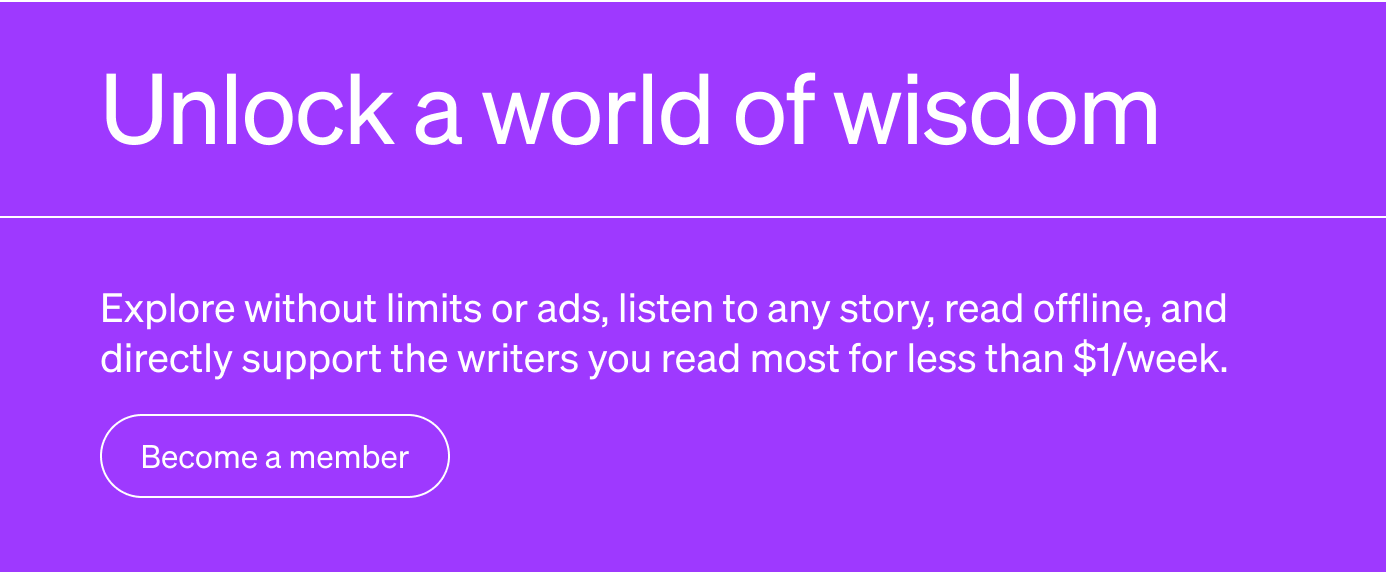 Unlock a world of wisdom
Explore without limits or ads, listen to any story, read offline, and
directly support the writers you read most for less than $1/week.
Become a member